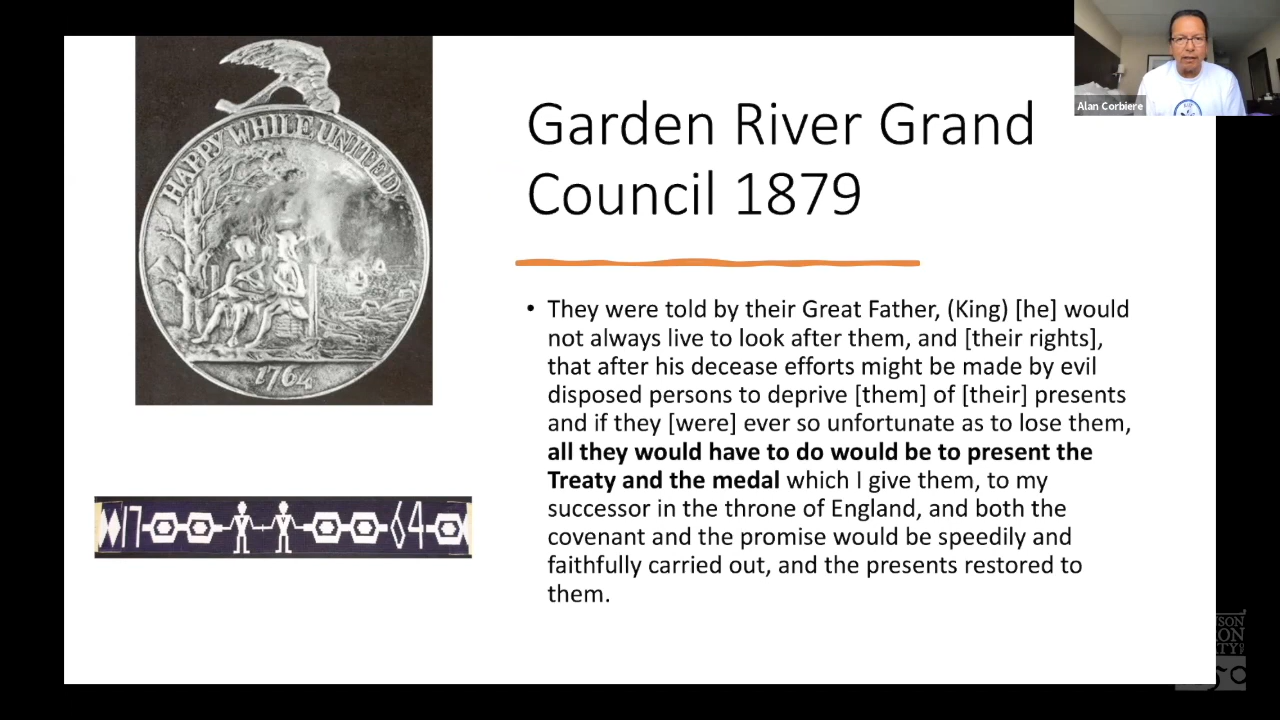 Alan Corbiere
HAPPY WHILE UNITED
1764
Garden River Grand
Council 1879
• They were told by their Great Father, (King) [he] would
not always live to look after them, and [their rights],
that after his decease efforts might be made by evil
disposed persons to deprive [them] of [their] presents
and if they [were] ever so unfortunate as to lose them,
all they would have to do would be to present the
Treaty and the medal which I give them, to my
successor in the throne of England, and both the
covenant and the promise would be speedily and
faithfully carried out, and the presents restored to
them.
17 64